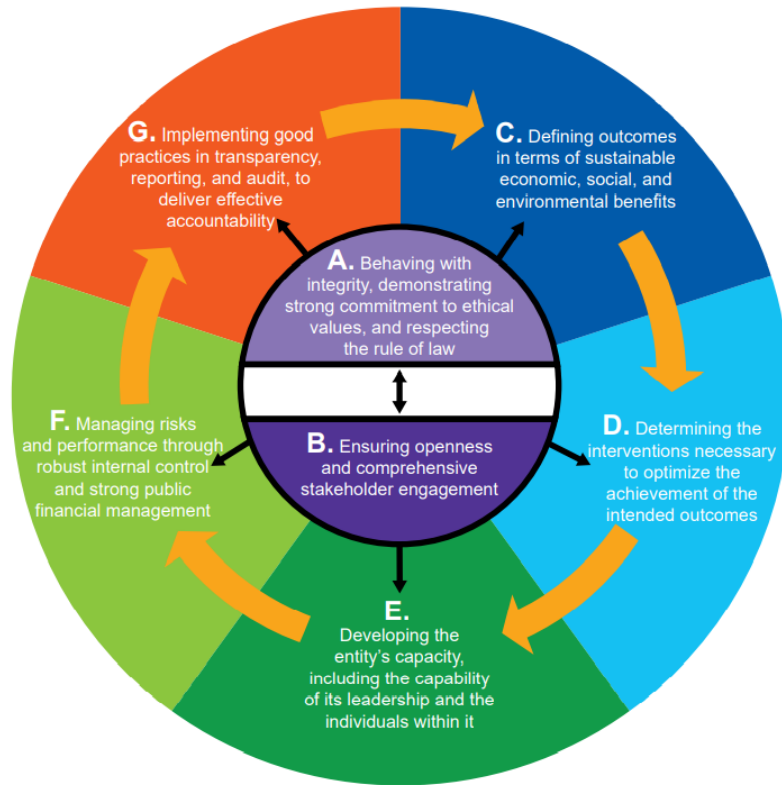 A. Behaving with
integrity, demonstrating
strong commitment to ethical
values, and respecting
the rule of law
B. Ensuring openness
and comprehensive
stakeholder engagement
C. Defining outcomes
in terms of sustainable
economic, social, and
environmental benefits
D. Determining the
interventions necessary
to optimize the
achievement of the
intended outcomes
E.
Developing the
entity's capacity,
including the capability
of its leadership and the
individuals within it
F. Managing risks
and performance through
robust internal control
and strong public
financial management
G. Implementing good
practices in transparency,
reporting, and audit, to
deliver effective
accountability